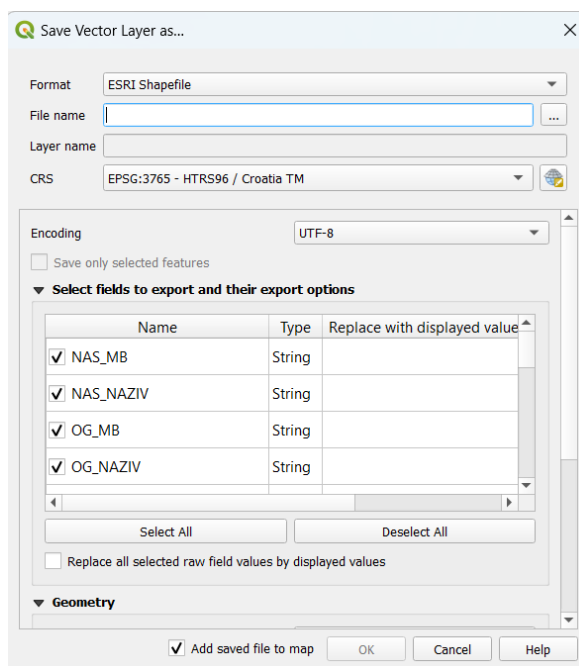 Save Vector Layer as...
Format ESRI Shapefile
File name ...
Layer name
CRS EPSG:3765 - HTRS96 / Croatia TM
Encoding UTF-8
Save only selected features
Select fields to export and their export options
Name Type Replace with displayed value
NAS_MB String
NAS_NAZIV String
OG_MB String
OG_NAZIV String
Select All Deselect All
Replace all selected raw field values by displayed values
Geometry
Add saved file to map OK Cancel Help